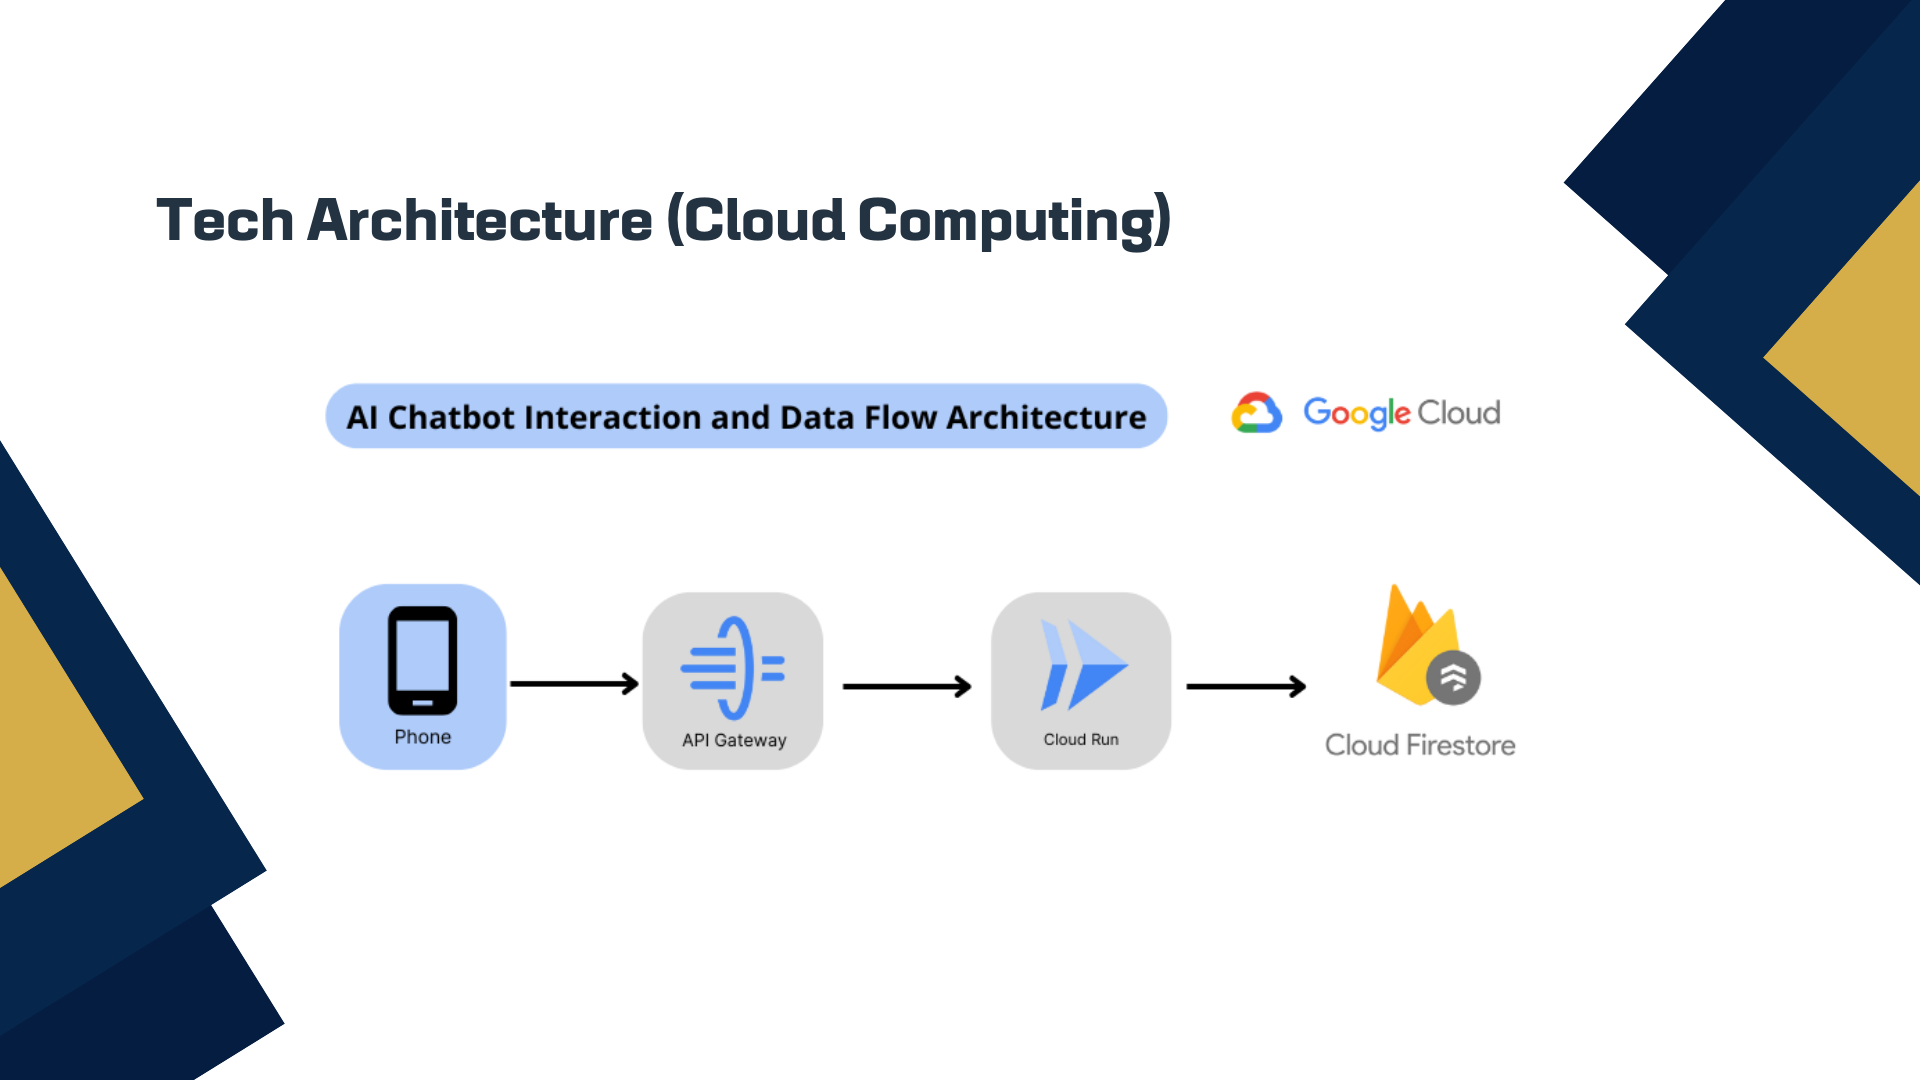 Tech Architecture (Cloud Computing)
AI Chatbot Interaction and Data Flow Architecture
Google Cloud
Phone
API Gateway
Cloud Run
Cloud Firestore